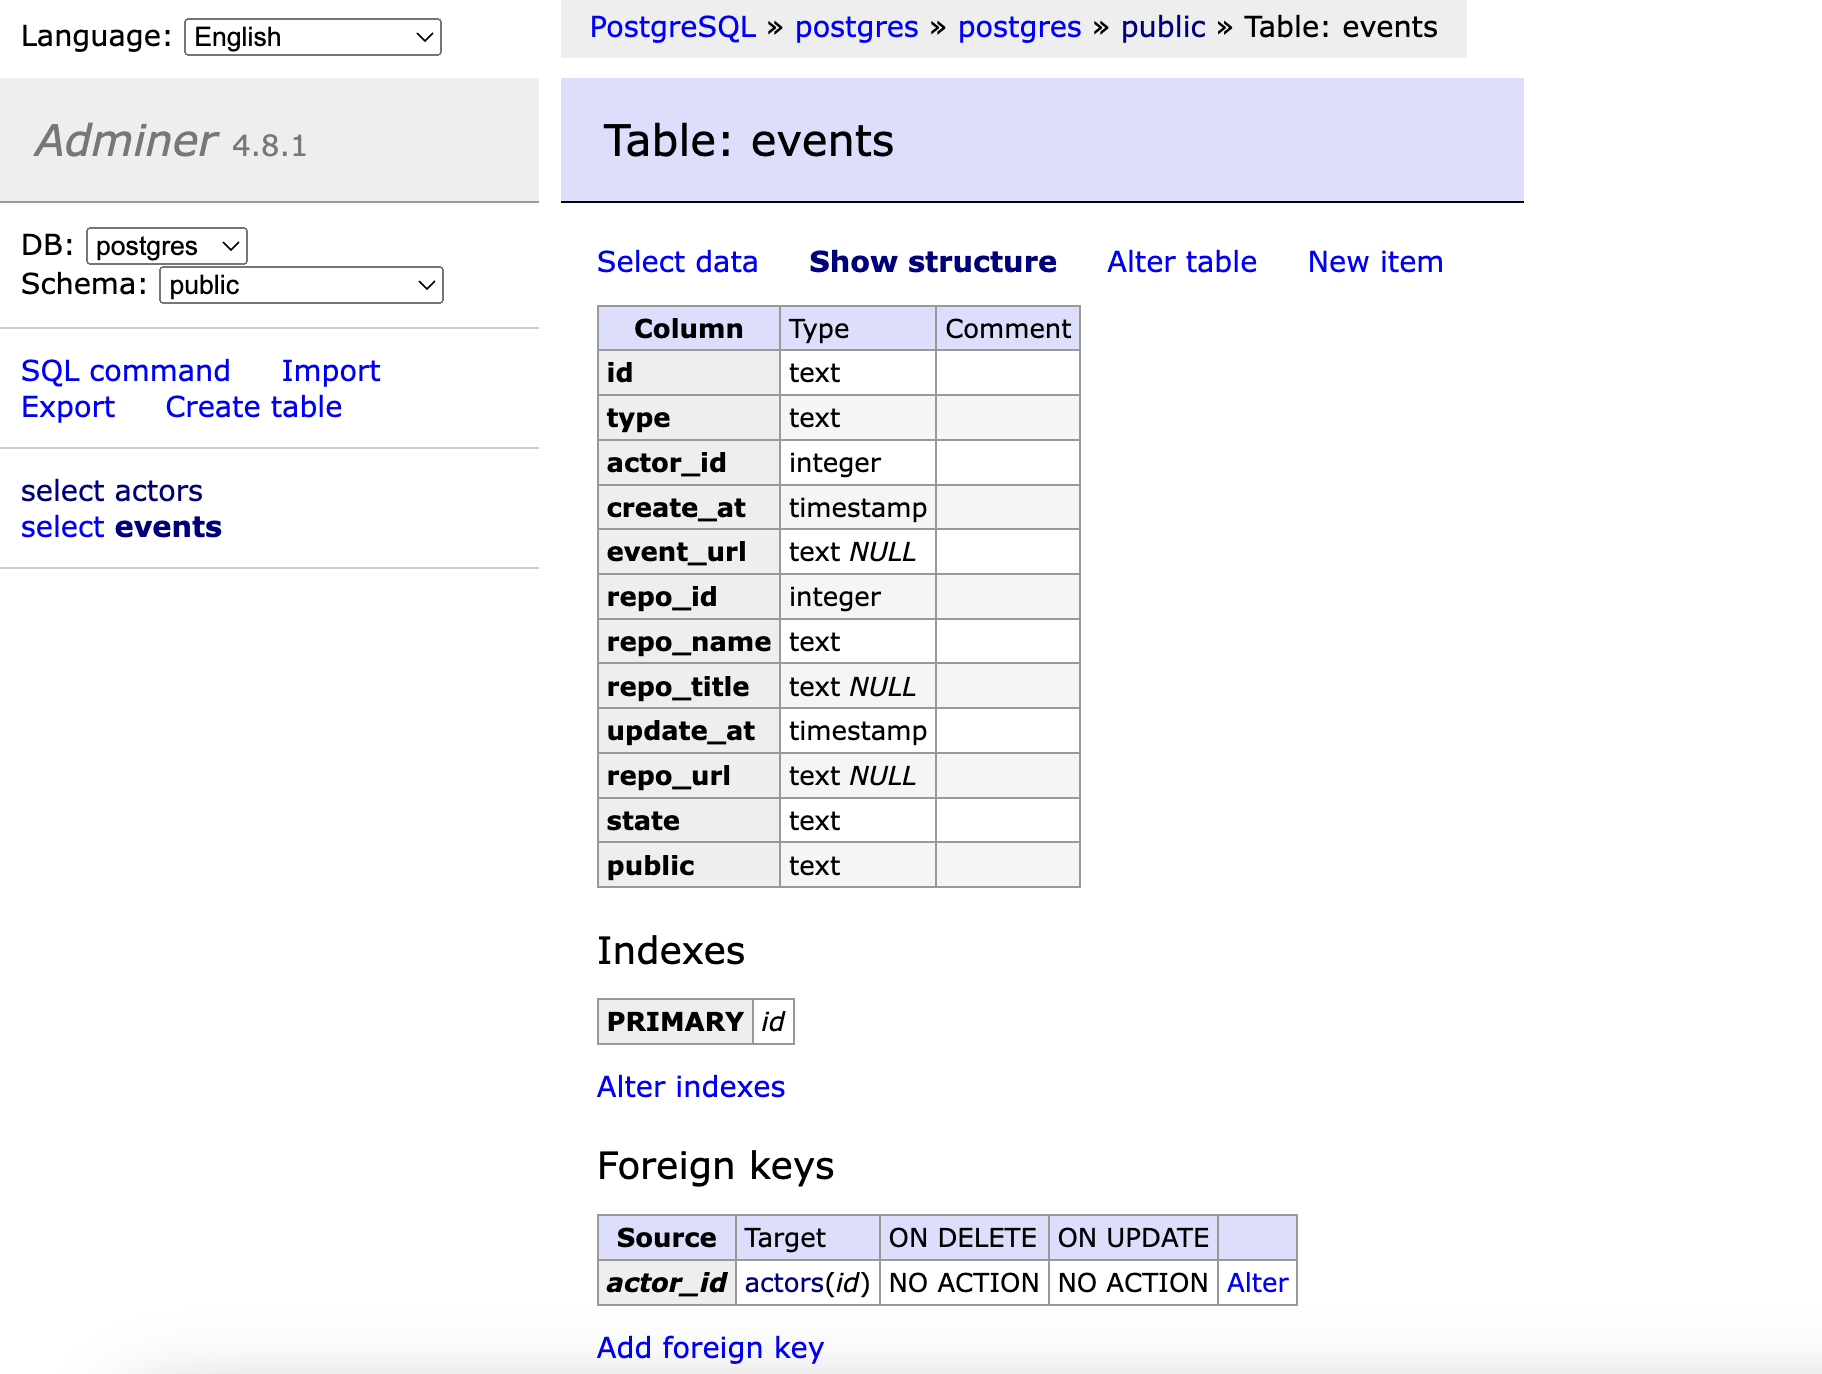 Language: English
PostgreSQL » postgres » postgres » public » Table: events
Adminer 4.8.1
DB: postgres
Schema: public
SQL command Import
Export Create table
select actors
select events
Table: events
Select data Show structure Alter table New item
Column Type Comment
id text
type text
actor_id integer
create_at timestamp
event_url text NULL
repo_id integer
repo_name text
repo_title text NULL
update_at timestamp
repo_url text NULL
state text
public text
Indexes
PRIMARY id
Alter indexes
Foreign keys
Source Target ON DELETE ON UPDATE
actor_id actors(id) NO ACTION NO ACTION Alter
Add foreign key